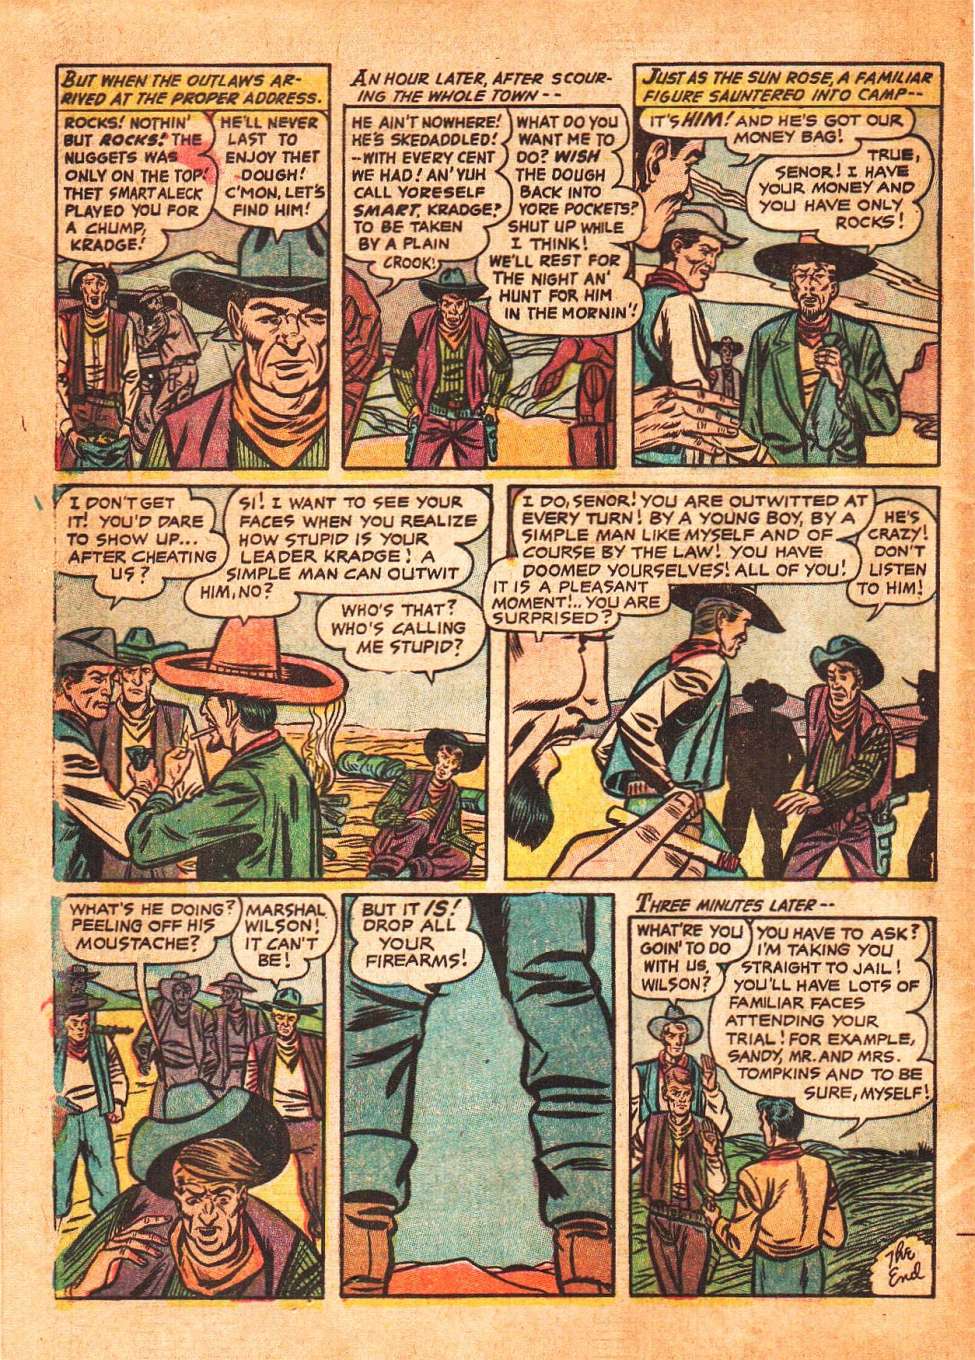 BUT WHEN THE OUTLAWS AR-
RIVED AT THE PROPER ADDRESS.
ROCKS! NOTHIN'
BUT ROCKS! THE
NUGGETS WAS
ONLY ON THE TOP!
THET SMART ALECK
PLAYED YOU FOR
A CHUMP,
KRADGE!
HE'LL NEVER
LAST TO
ENJOY THET
DOUGH!
C'MON, LET'S
FIND HIM!
AN HOUR LATER, AFTER SCOUR-
ING THE WHOLE TOWN--
HE AIN'T NOWHERE!
HE'S SKEDADDLED!
--WITH EVERY CENT
WE HAD! AN' YUH
CALL YORESELF
SMART, KRADGE?
TO BE TAKEN
BY A PLAIN
CROOK!
WHAT DO YOU
WANT ME TO
DO? WISH
THE DOUGH
BACK INTO
YORE POCKETS?
SHUT UP WHILE
I THINK!
WE'LL REST FOR
THE NIGHT AN'
HUNT FOR HIM
IN THE MORNIN'!
JUST AS THE SUN ROSE, A FAMILIAR
FIGURE SAUNTERED INTO CAMP--
IT'S HIM! AND HE'S GOT OUR
MONEY BAG!
TRUE,
SENOR! I HAVE
YOUR MONEY AND
YOU HAVE ONLY
ROCKS!
I DON'T GET
IT! YOU'D DARE
TO SHOW UP...
AFTER CHEATING
US?
SI! I WANT TO SEE YOUR
FACES WHEN YOU REALIZE
HOW STUPID IS YOUR
LEADER KRADGE! A
SIMPLE MAN CAN OUTWIT
HIM, NO?
WHO'S THAT?
WHO'S CALLING
ME STUPID?
I DO, SENOR! YOU ARE OUTWITTED AT
EVERY TURN! BY A YOUNG BOY, BY A
SIMPLE MAN LIKE MYSELF AND OF
COURSE BY THE LAW! YOU HAVE
DOOMED YOURSELVES! ALL OF YOU!
IT IS A PLEASANT
MOMENT!.. YOU ARE
SURPRISED?
HE'S
CRAZY!
DON'T
LISTEN
TO HIM!
WHAT'S HE DOING?
PEELING OFF HIS
MOUSTACHE?
MARSHAL
WILSON!
IT CAN'T
BE!
BUT IT IS!
DROP ALL
YOUR
FIREARMS!
THREE MINUTES LATER--
WHAT'RE YOU
GOIN' TO DO
WITH US,
WILSON?
YOU HAVE TO ASK?
I'M TAKING YOU
STRAIGHT TO JAIL!
YOU'LL HAVE LOTS OF
FAMILIAR FACES
ATTENDING YOUR
TRIAL! FOR EXAMPLE,
SANDY, MR. AND MRS.
TOMPKINS AND TO BE
SURE, MYSELF!
The
End